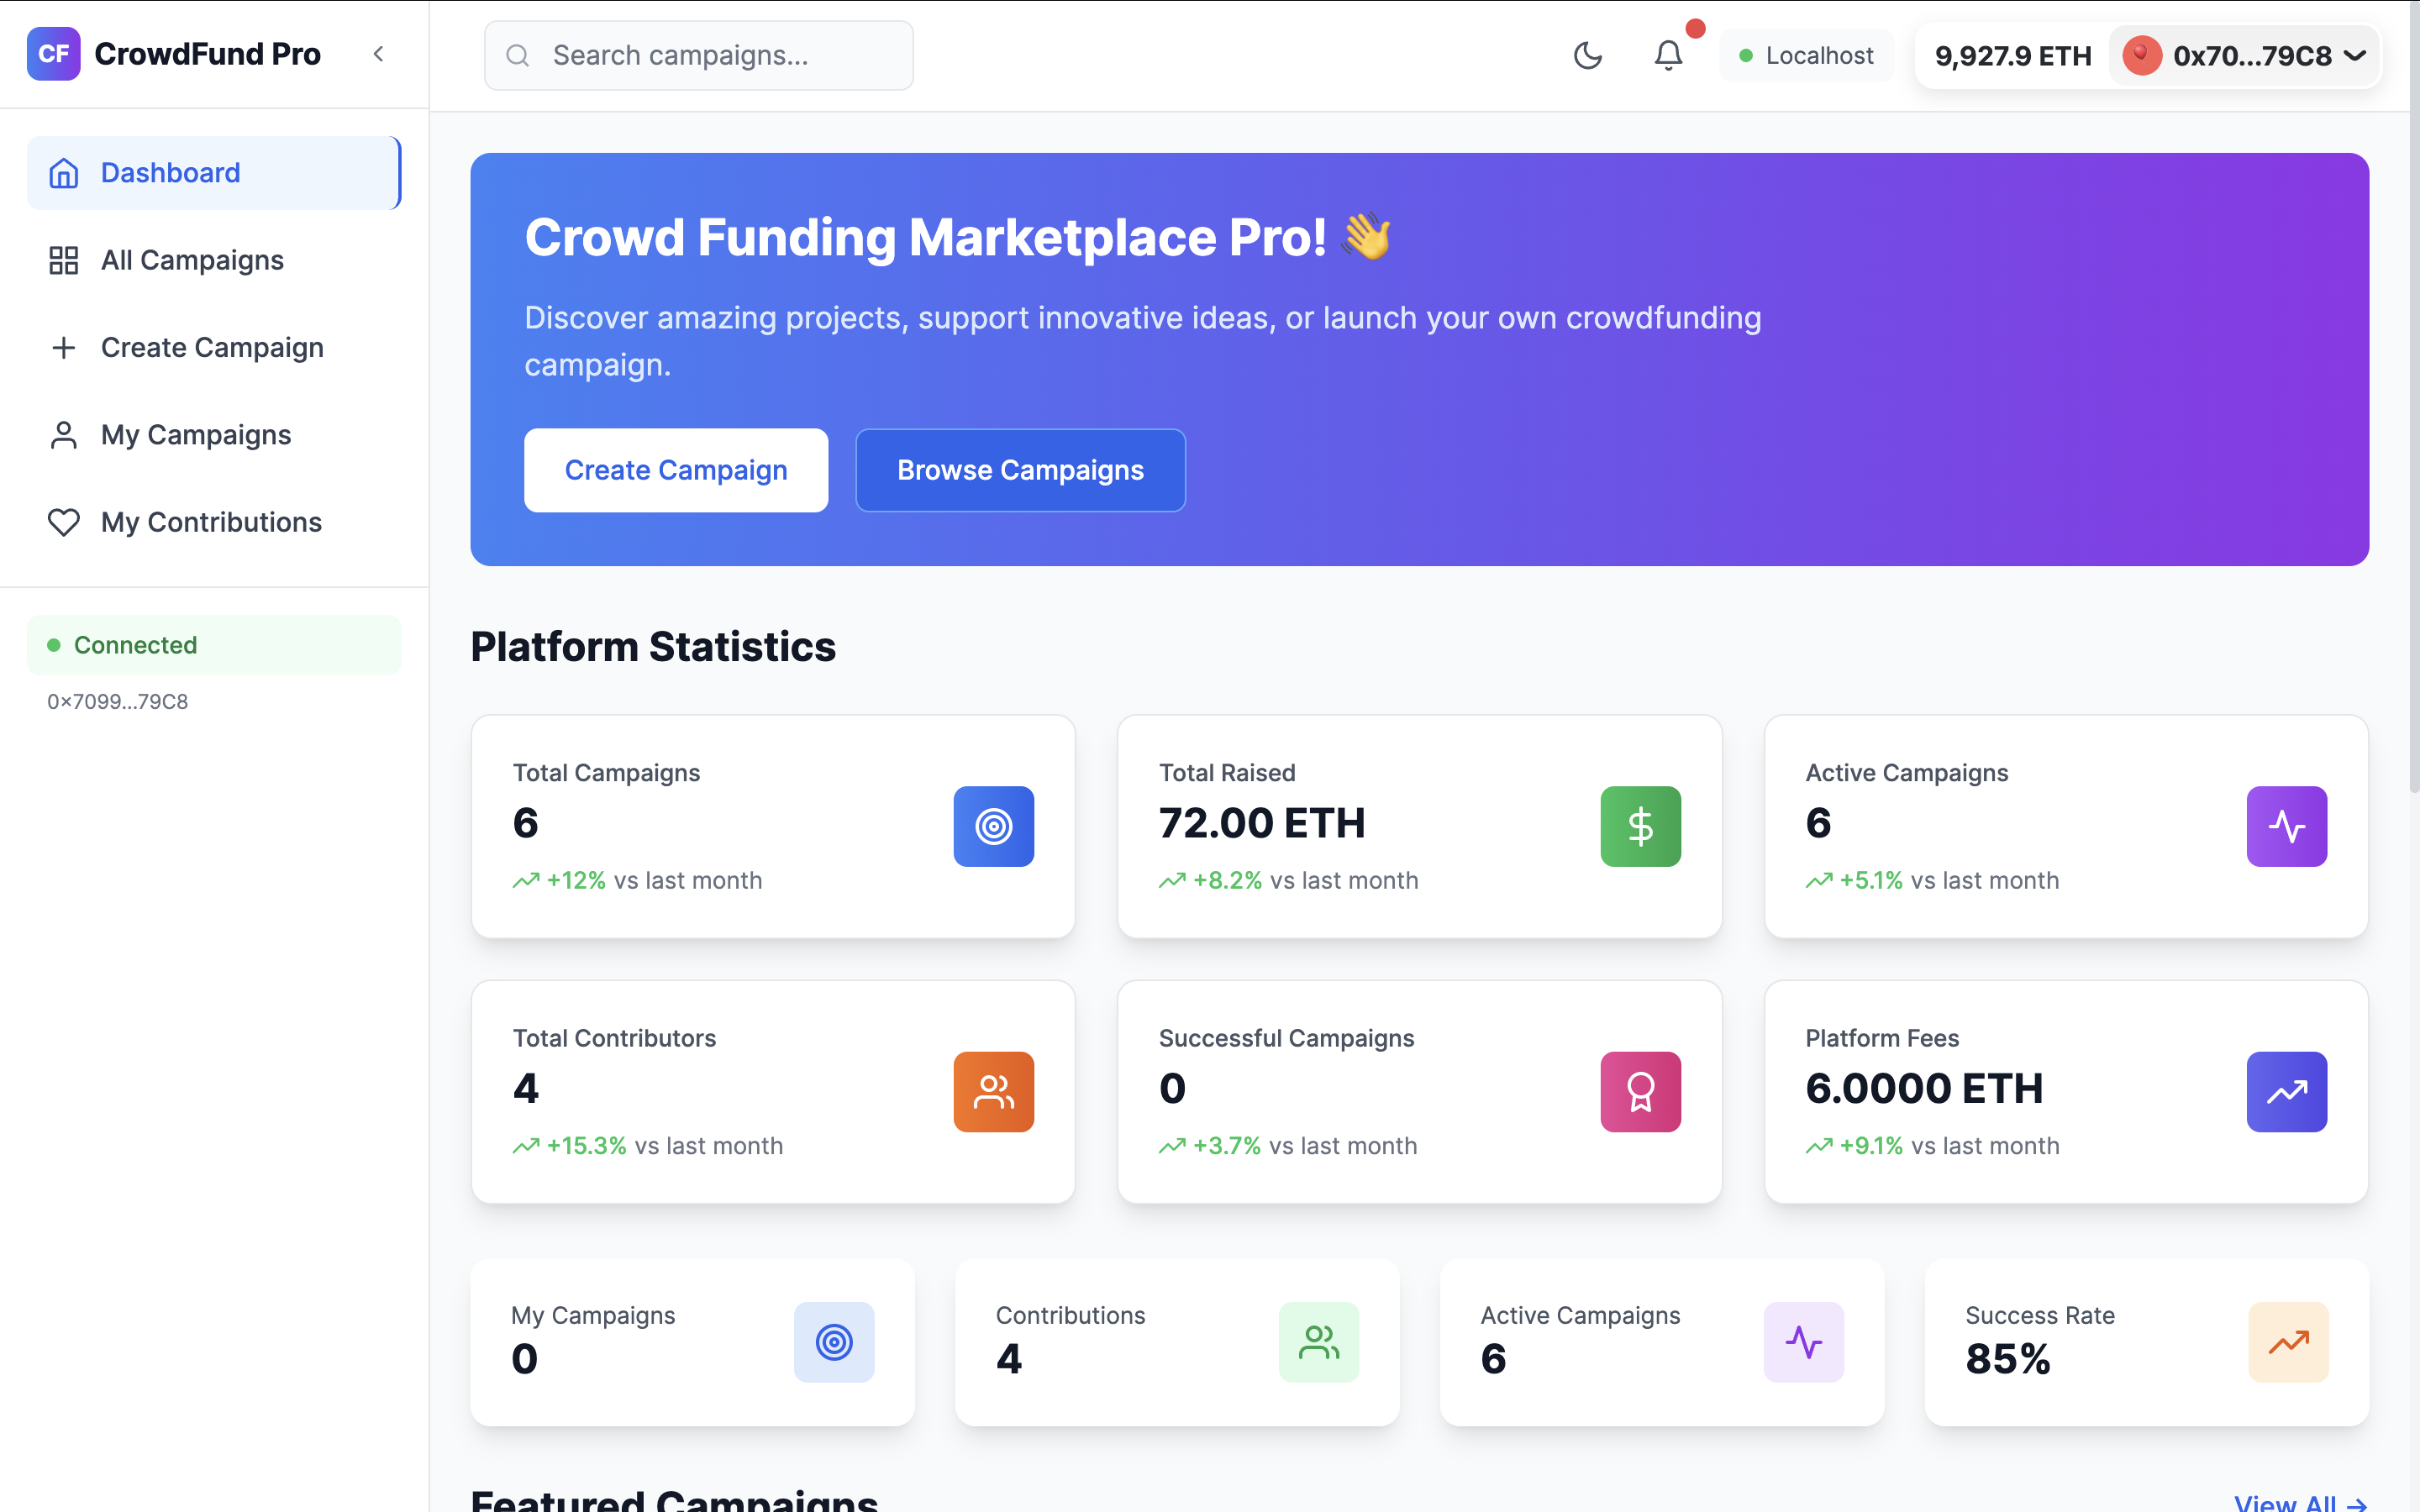 CF CrowdFund Pro
Search campaigns...
Localhost
9,927.9 ETH
0x70...79C8
Dashboard
All Campaigns
Create Campaign
My Campaigns
My Contributions
Connected
0x7099...79C8
Crowd Funding Marketplace Pro! 👋
Discover amazing projects, support innovative ideas, or launch your own crowdfunding
campaign.
Create Campaign
Browse Campaigns
Platform Statistics
Total Campaigns
6
+12% vs last month
Total Raised
72.00 ETH
+8.2% vs last month
Active Campaigns
6
+5.1% vs last month
Total Contributors
4
+15.3% vs last month
Successful Campaigns
0
+3.7% vs last month
Platform Fees
6.0000 ETH
+9.1% vs last month
My Campaigns
0
Contributions
4
Active Campaigns
6
Success Rate
85%
Featured Campaigns
View All →